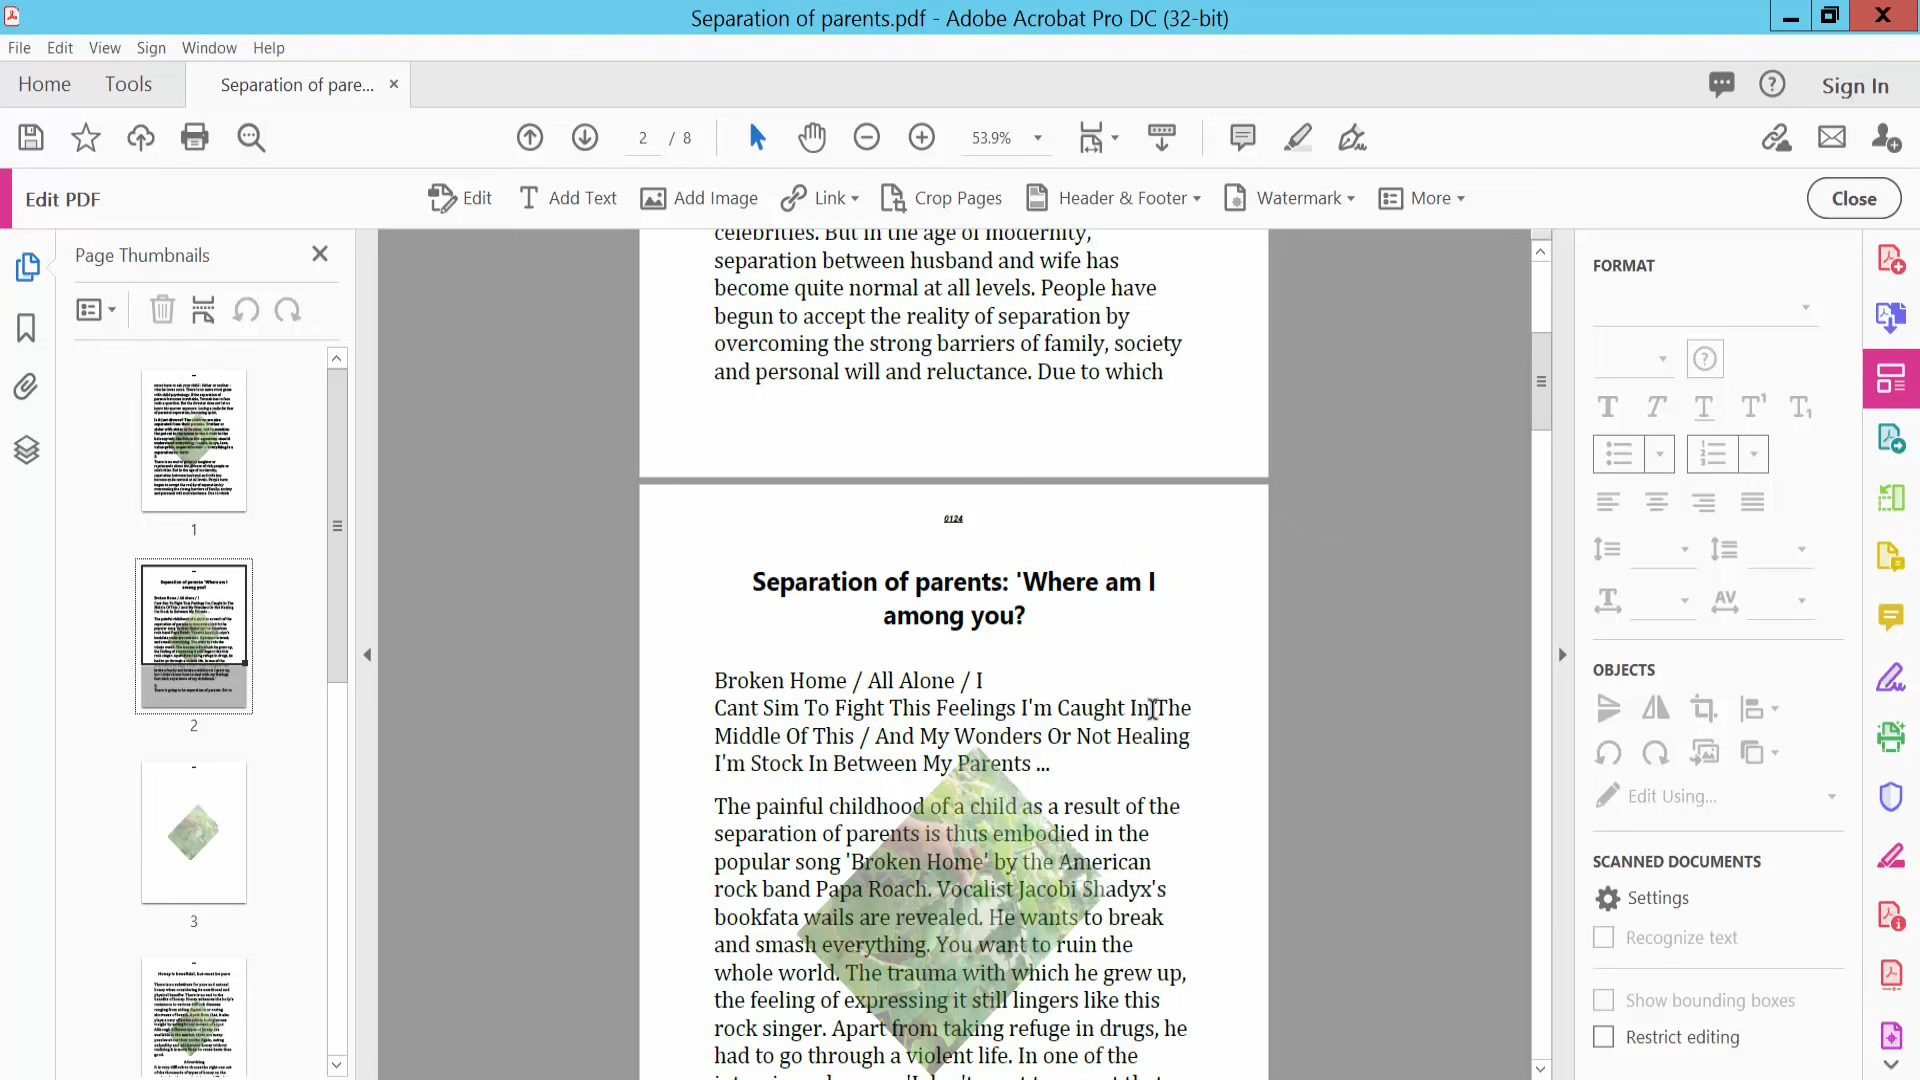 Separation of parents.pdf - Adobe Acrobat Pro DC (32-bit)
File Edit View Sign Window Help
Home Tools Separation of pare... × Sign In
2 / 8 53.9%
Edit PDF Edit Add Text Add Image Link Crop Pages Header & Footer Watermark More Close
Page Thumbnails
1
2
3
celebrities. But in the age of modernity,
separation between husband and wife has
become quite normal at all levels. People have
begun to accept the reality of separation by
overcoming the strong barriers of family, society
and personal will and reluctance. Due to which
0124
Separation of parents: 'Where am I
among you?
Broken Home / All Alone / I
Cant Sim To Fight This Feelings I'm Caught In The
Middle Of This / And My Wonders Or Not Healing
I'm Stock In Between My Parents ...
The painful childhood of a child as a result of the
separation of parents is thus embodied in the
popular song 'Broken Home' by the American
rock band Papa Roach. Vocalist Jacobi Shadyx's
bookfata wails are revealed. He wants to break
and smash everything. You want to ruin the
whole world. The trauma with which he grew up,
the feeling of expressing it still lingers like this
rock singer. Apart from taking refuge in drugs, he
had to go through a violent life. In one of the
FORMAT
OBJECTS
Edit Using...
SCANNED DOCUMENTS
Settings
Recognize text
Show bounding boxes
Restrict editing